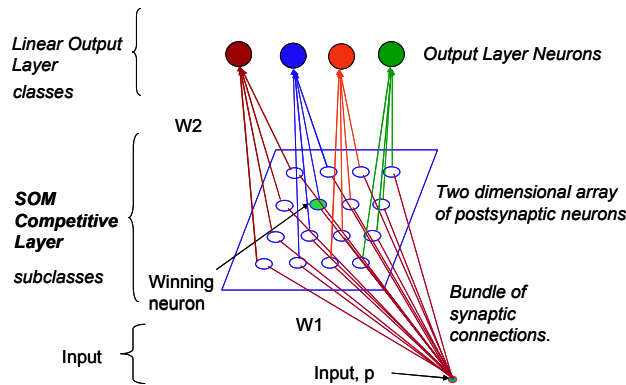 Linear Output
Layer
classes
Output Layer Neurons
W2
SOM
Competitive
Layer
subclasses
Two dimensional array
of postsynaptic neurons
Winning
neuron
Bundle of
synaptic
connections.
W1
Input
Input, p